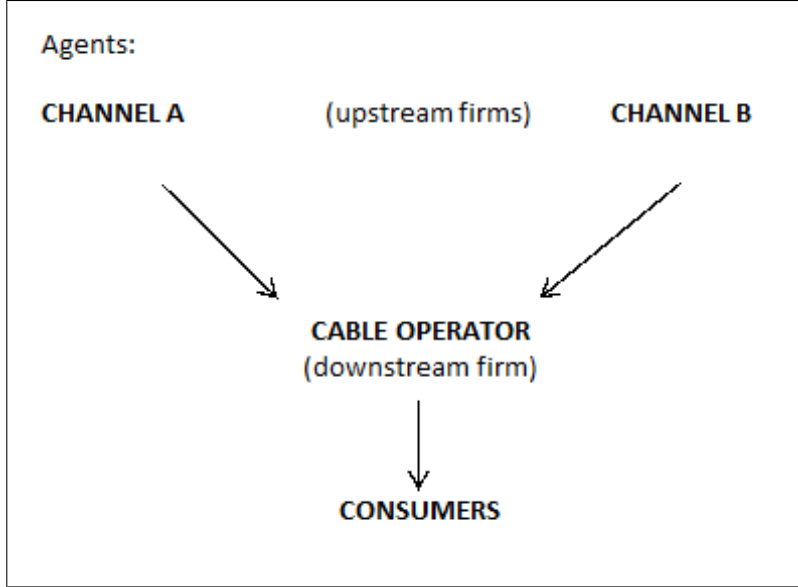 Agents:
CHANNEL A (upstream firms) CHANNEL B
CABLE OPERATOR
(downstream firm)
CONSUMERS